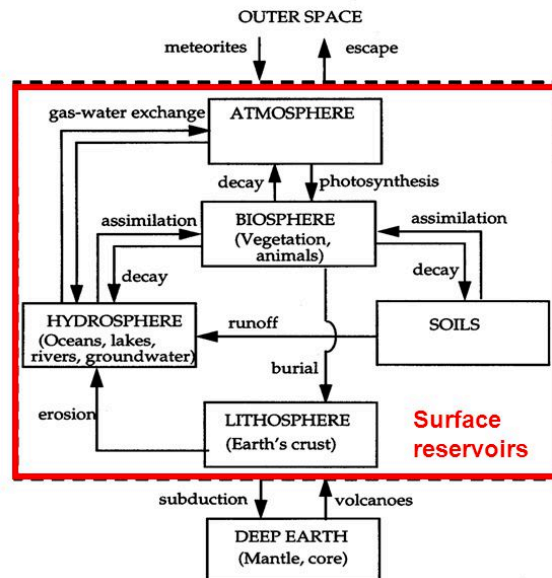 OUTER SPACE
meteorites
escape
gas-water exchange
ATMOSPHERE
decay
photosynthesis
assimilation
BIOSPHERE
(Vegetation,
animals)
assimilation
decay
decay
HYDROSPHERE
(Oceans, lakes,
rivers, groundwater)
runoff
SOILS
burial
erosion
LITHOSPHERE
(Earth's crust)
Surface
reservoirs
subduction
volcanoes
DEEP EARTH
(Mantle, core)